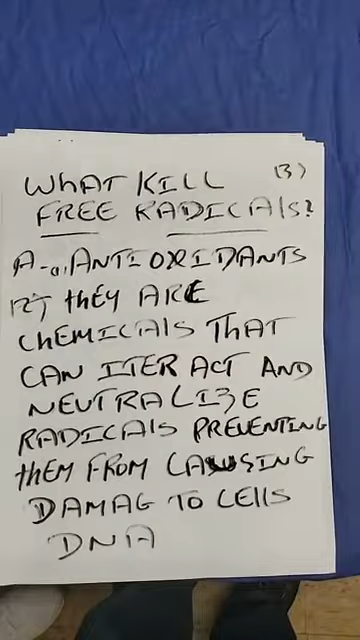 WHAT KILL 13)
FREE RADICALS?
A-a, ANTIOXIDANTS
B) THEY ARE
CHEMICALS THAT
CAN ITERACT AND
NEUTRALIZE
RADICALS PREVENTING
THEM FROM CAUSING
DAMAG TO CELLS
DNA